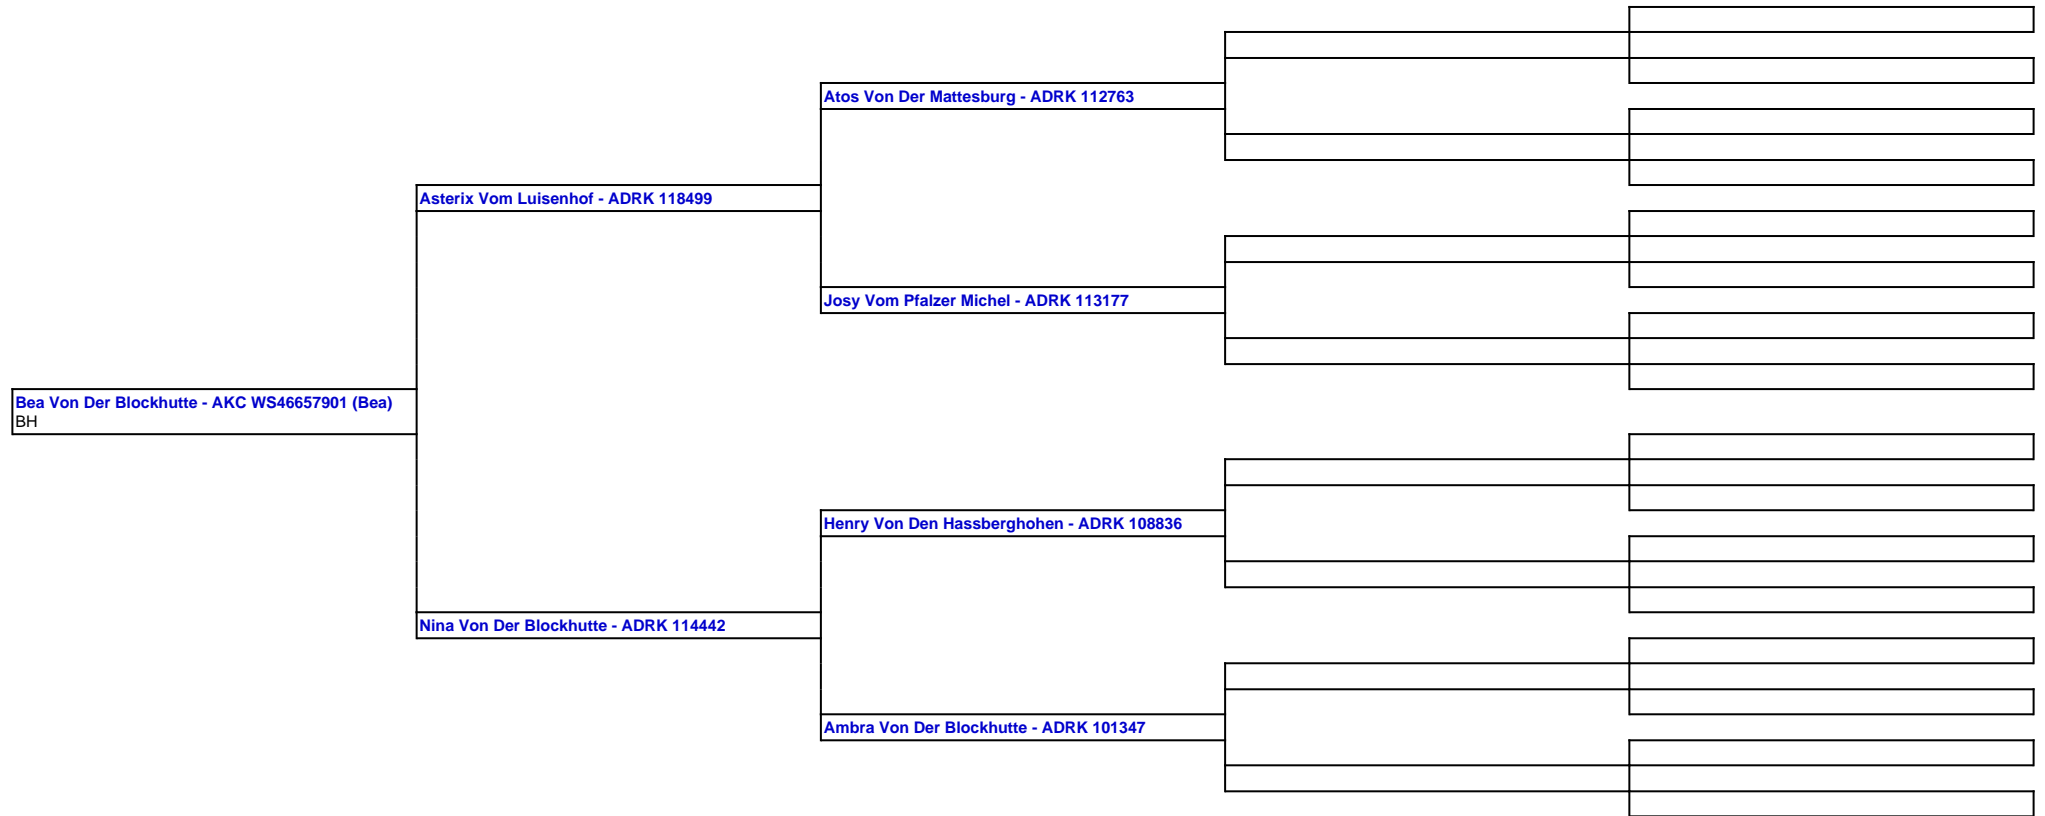 Atos Von Der Mattesburg - ADRK 112763
Asterix Vom Luisenhof - ADRK 118499
Josy Vom Pfalzer Michel - ADRK 113177
Bea Von Der Blockhutte - AKC WS46657901 (Bea)
BH
Henry Von Den Hassberghohen - ADRK 108836
Nina Von Der Blockhutte - ADRK 114442
Ambra Von Der Blockhutte - ADRK 101347